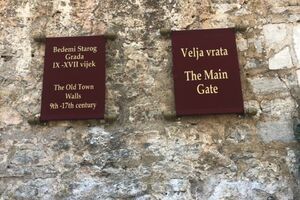 Bedemi Starog
Grada
IX -XVII vijek
The Old Town
Walls
9th -17th century
Velja vrata
The Main
Gate